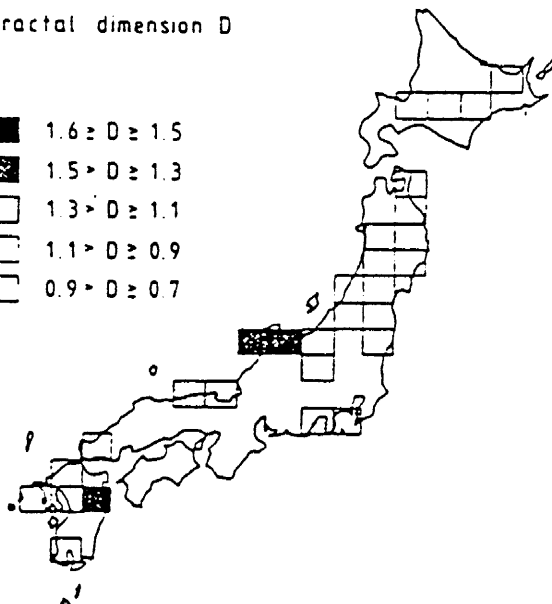 ractal dimension D
1.6 ≥ D ≥ 1.5
1.5 > D ≥ 1.3
1.3 > D ≥ 1.1
1.1 > D ≥ 0.9
0.9 > D ≥ 0.7